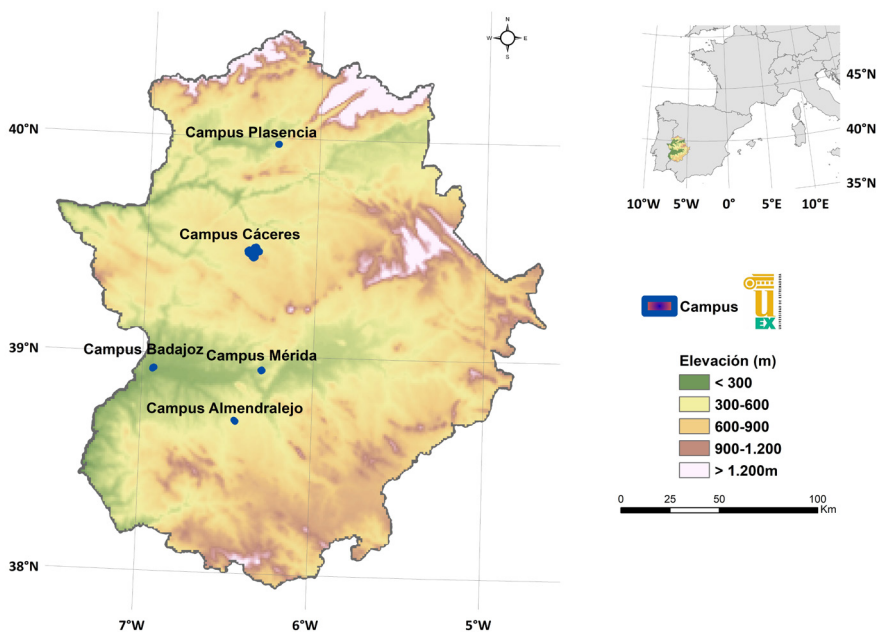 N
W E
S
40°N
39°N
38°N
7°W 6°W 5°W
Campus Plasencia
Campus Cáceres
Campus Badajoz
Campus Mérida
Campus Almendralejo
45°N
40°N
35°N
10°W 5°W 0° 5°E 10°E
Campus
u
EX
Elevación (m)
< 300
300-600
600-900
900-1.200
> 1.200m
0 25 50 100
Km